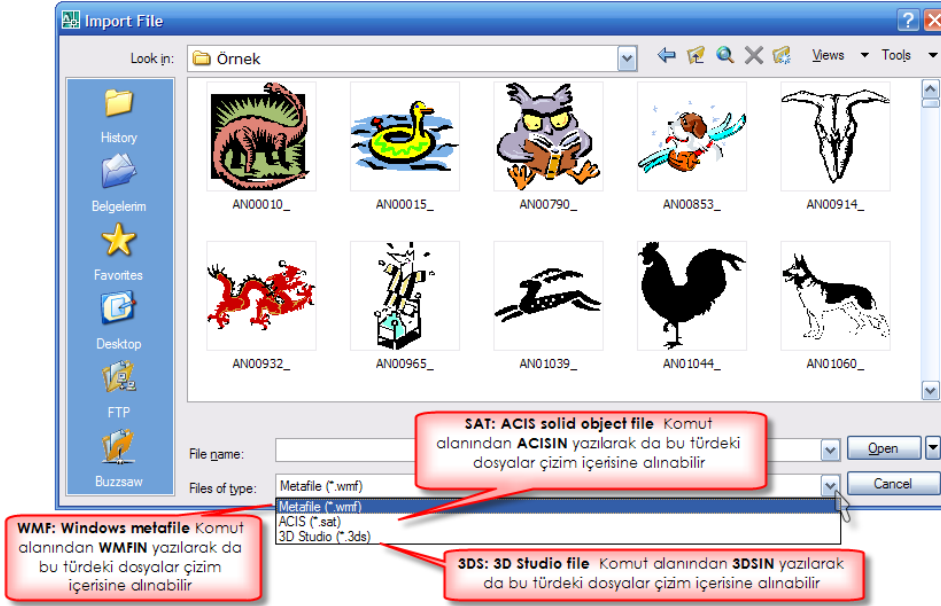 Import File
Look in:
Örnek
Views
Tools
History
Belgelerim
Favorites
Desktop
FTP
Buzzsaw
AN00010_
AN00015_
AN00790_
AN00853_
AN00914_
AN00932_
AN00965_
AN01039_
AN01044_
AN01060_
SAT: ACIS solid object file Komut
alanından ACISIN yazılarak da bu türdeki
dosyalar çizim içerisine alınabilir
File name:
Open
Files of type:
Metafile (*.wmf)
Cancel
Metafile (*.wmf)
ACIS (*.sat)
3D Studio (*.3ds)
WMF: Windows metafile Komut
alanından WMFIN yazılarak da
bu türdeki dosyalar çizim
içerisine alınabilir
3DS: 3D Studio file Komut alanından 3DSIN yazılarak
da bu türdeki dosyalar çizim içerisine alınabilir